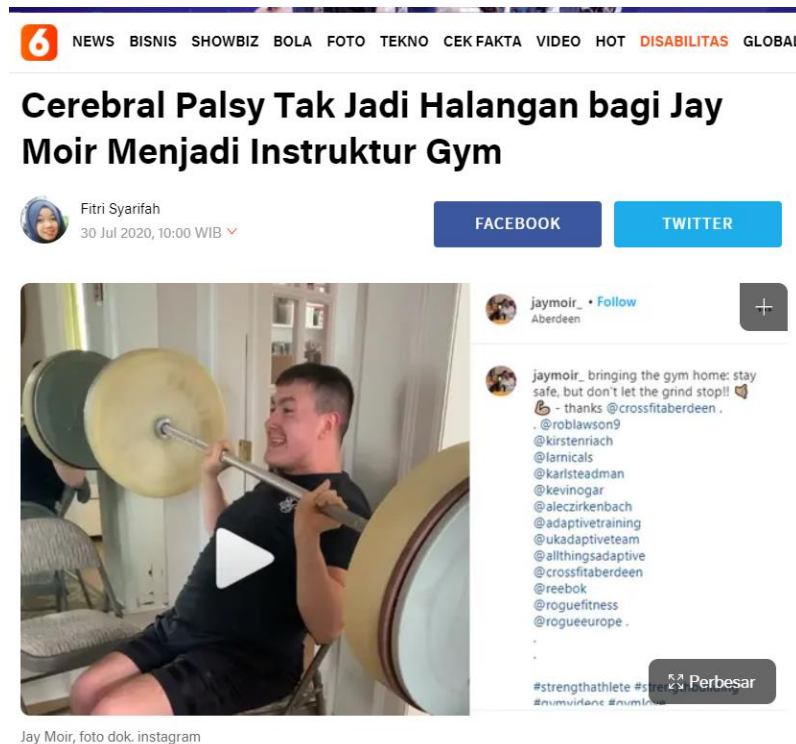 6 NEWS BISNIS SHOWBIZ BOLA FOTO TEKNO CEK FAKTA VIDEO HOT DISABILITAS GLOBAL
Cerebral Palsy Tak Jadi Halangan bagi Jay
Moir Menjadi Instruktur Gym
Fitri Syarifah
30 Jul 2020, 10:00 WIB
FACEBOOK
TWITTER
jaymoir_ • Follow
Aberdeen
jaymoir_ bringing the gym home: stay
safe, but don't let the grind stop!!
- thanks @crossfitaberdeen .
. @roblawson9
@kirstenriach
@larnicals
@karlsteadman
@kevinogar
@aleczirkenbach
@adaptivetraining
@ukadaptiveteam
@allthingsadaptive
@crossfitaberdeen
@reebok
@roguefitness
@rogueeurope .
.
.
#strengthathlete
Perbesar
#gymvideos #gymlove
Jay Moir, foto dok. instagram